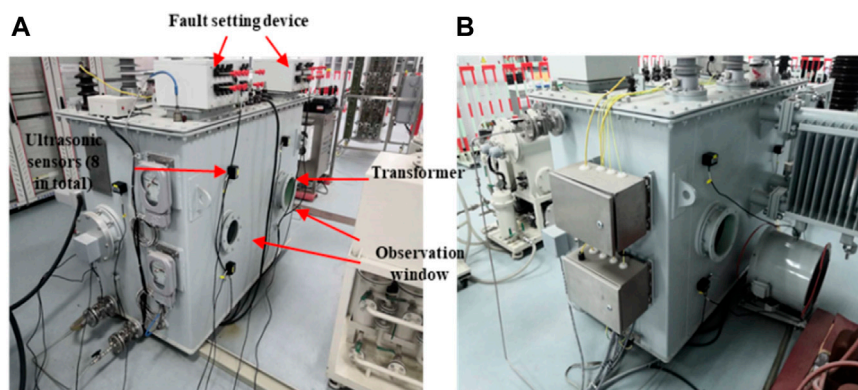 A
B
Fault setting device
Ultrasonic
sensors (8
in total)
Transformer
Observation
window